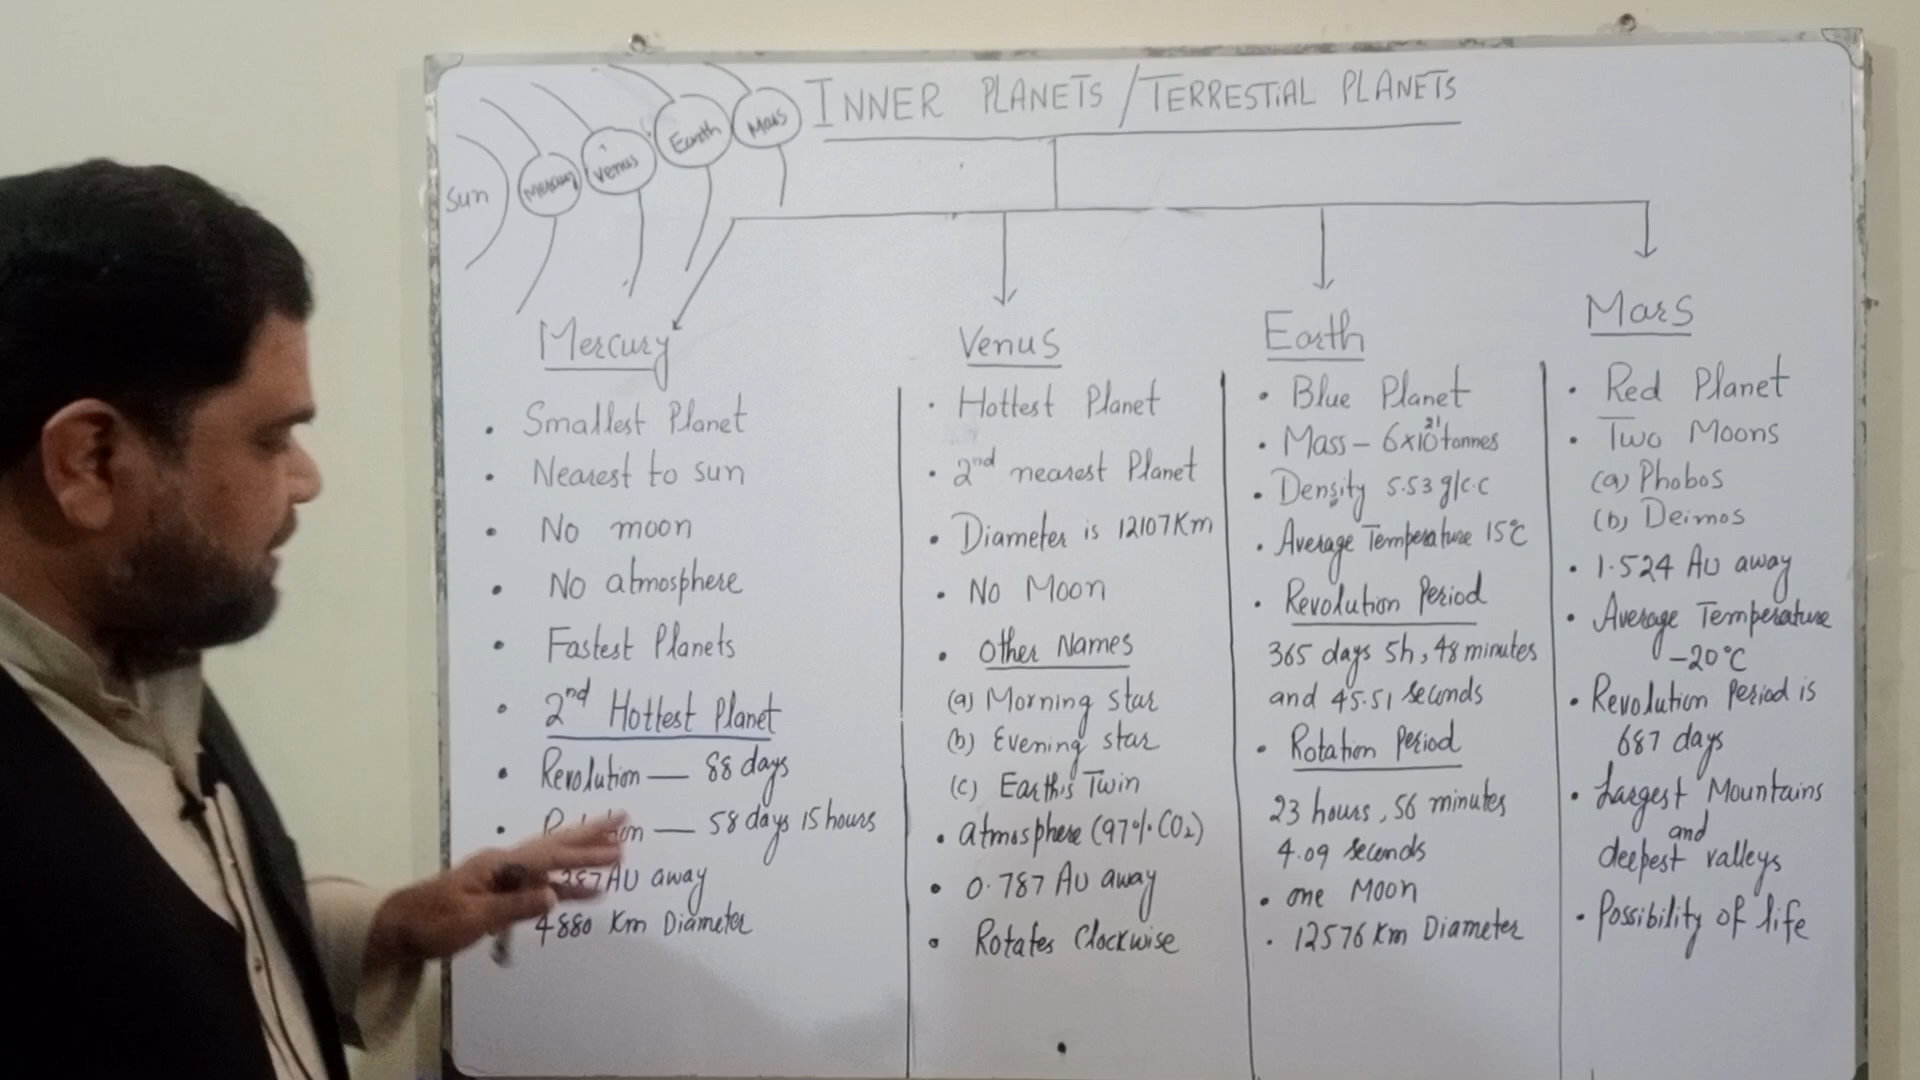 INNER PLANETS / TERRESTIAL PLANETS
Sun
Mercury
Venus
Earth
Mars
Mercury
• Smallest Planet
• Nearest to sun
• No moon
• No atmosphere
• Fastest Planets
• 2nd Hottest Planet
• Revolution — 88 days
• — 58 days 15 hours
AU away
4880 Km Diameter
Venus
• Hottest Planet
• 2nd nearest Planet
• Diameter is 12107 Km
• No Moon
• Other Names
(a) Morning star
(b) Evening star
(c) Earth's Twin
• Atmosphere (97% CO2)
• 0.787 AU away
• Rotates Clockwise
Earth
• Blue Planet
• Mass – 6×10^21 tonnes
• Density 5.53 g/c.c
• Average Temperature 15°C
• Revolution Period
365 days 5h, 48 minutes
and 45.51 seconds
• Rotation Period
23 hours, 56 minutes
4.09 seconds
• one Moon
• 12576 Km Diameter
Mars
• Red Planet
• Two Moons
(a) Phobos
(b) Deimos
• 1.524 AU away
• Average Temperature
–20°C
• Revolution Period is
687 days
• Largest Mountains
and
deepest valleys
• Possibility of life